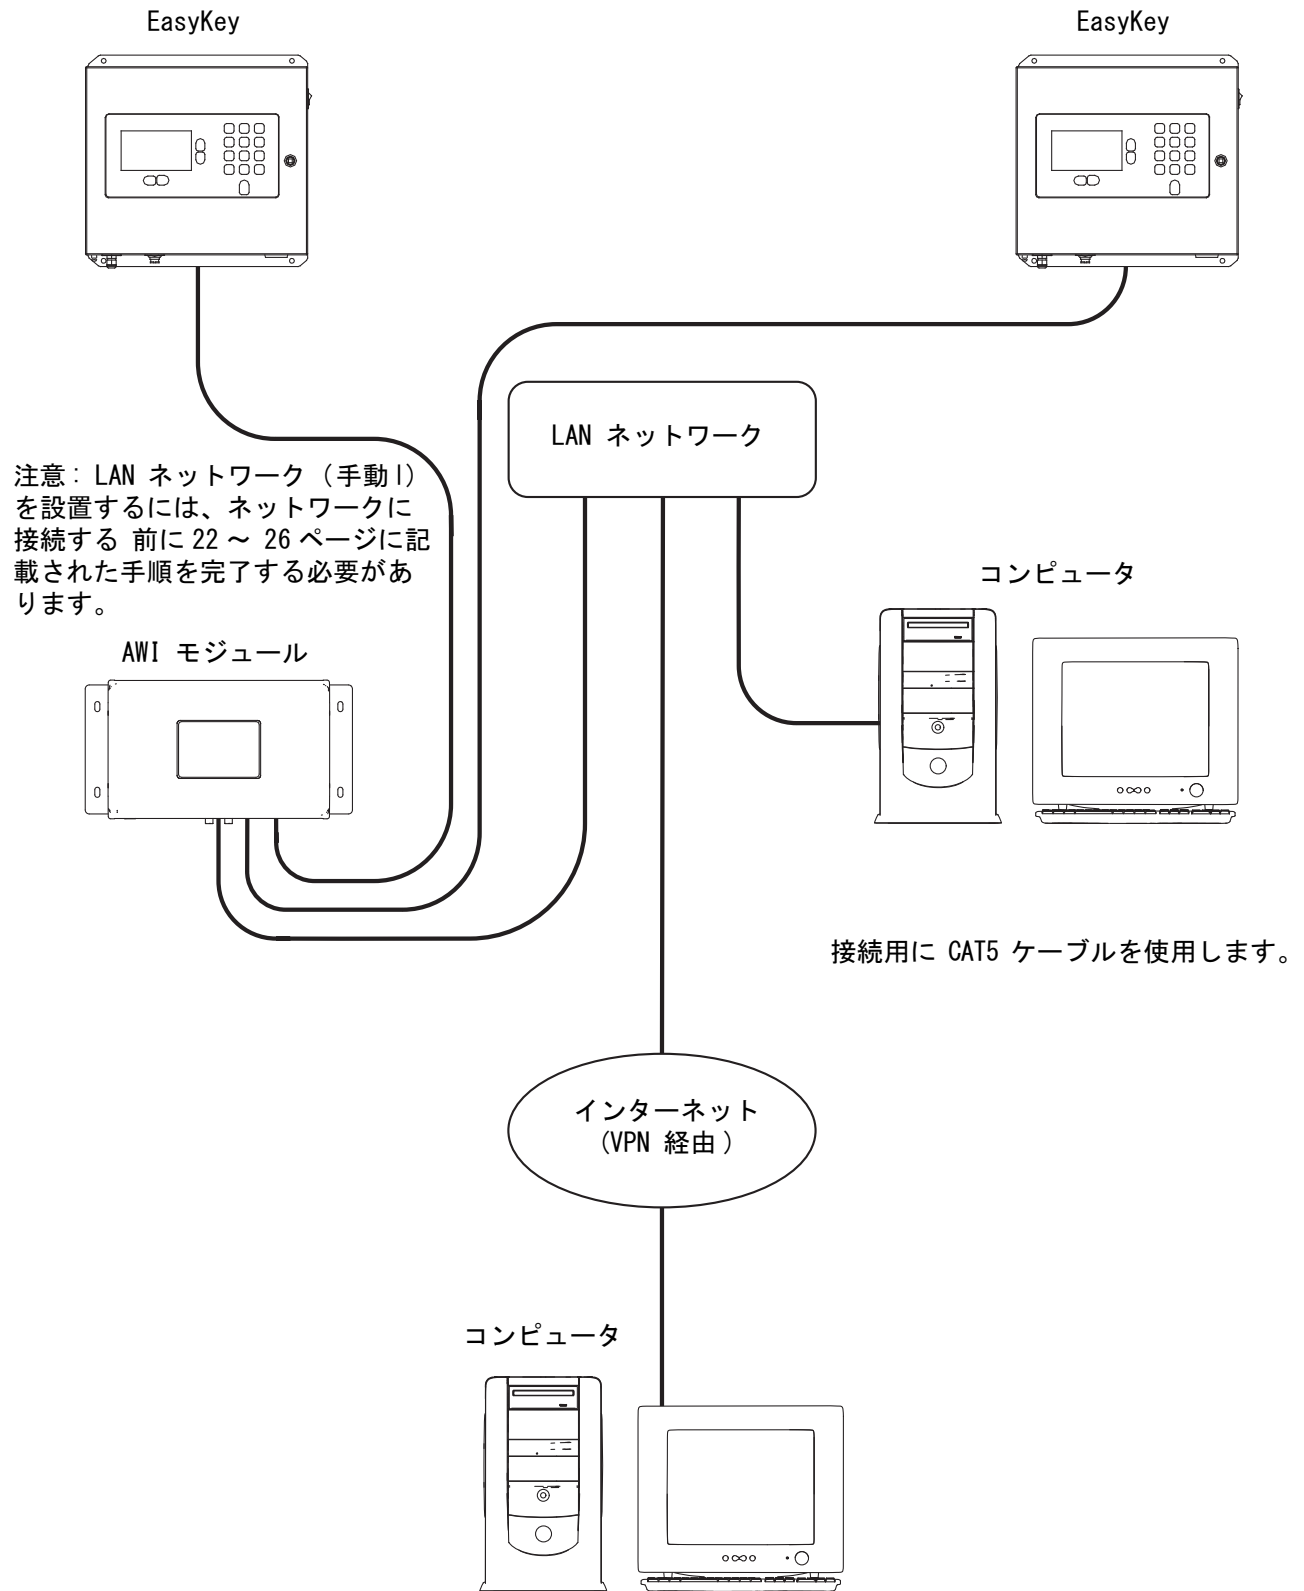 EasyKey
EasyKey
LAN ネットワーク
注意: LAN ネットワーク (手動|)
を設置するには、ネットワークに
接続する 前に 22 ～ 26 ページに記
載された手順を完了する必要があ
ります。
コンピュータ
AWI モジュール
接続用に CAT5 ケーブルを使用します。
インターネット
(VPN 経由)
コンピュータ